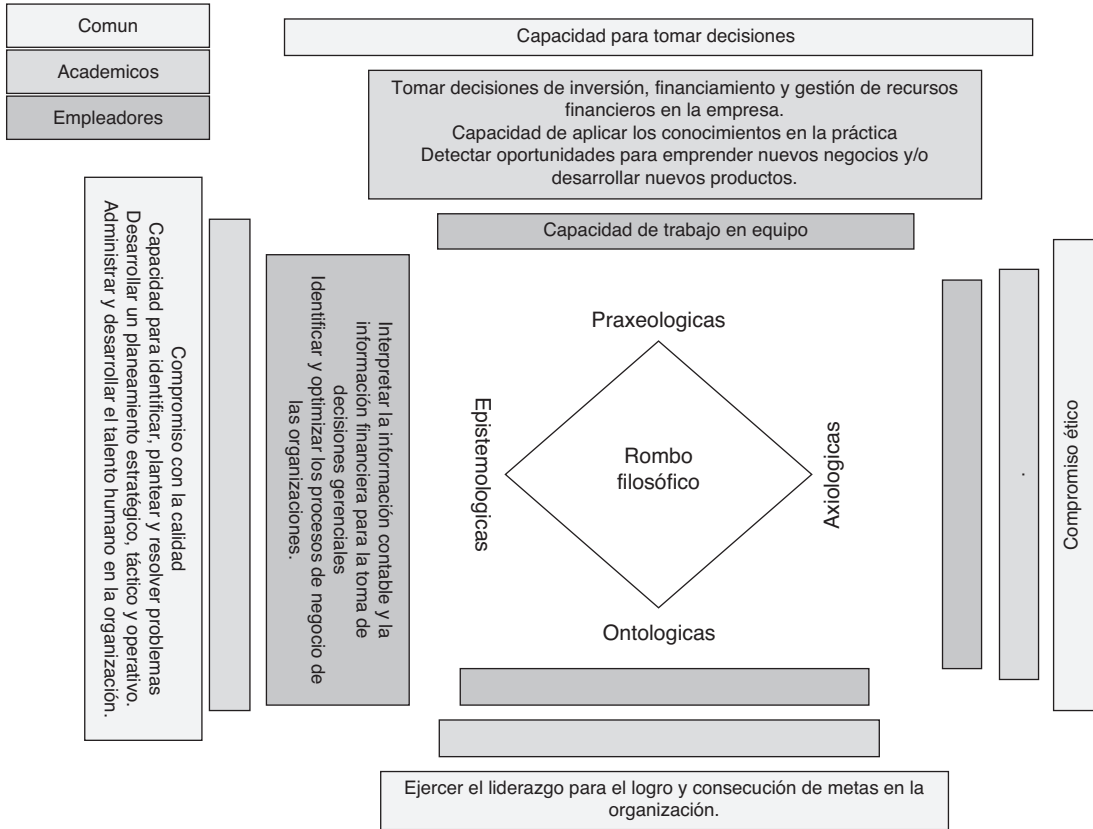 Comun
Academicos
Empleadores
Capacidad para tomar decisiones
Tomar decisiones de inversión, financiamiento y gestión de recursos
financieros en la empresa.
Capacidad de aplicar los conocimientos en la práctica
Detectar oportunidades para emprender nuevos negocios y/o
desarrollar nuevos productos.
Capacidad de trabajo en equipo
Compromiso con la calidad
Capacidad para identificar, plantear y resolver problemas
Desarrollar un planeamiento estratégico, táctico y operativo.
Administrar y desarrollar el talento humano en la organización.
Interpretar la información contable y la
información financiera para la toma de
decisiones gerenciales
Identificar y optimizar los procesos de negocio de
las organizaciones.
Praxeologicas
Epistemologicas
Rombo
filosófico
Axiologicas
Ontologicas
.
Compromiso ético
Ejercer el liderazgo para el logro y consecución de metas en la
organización.